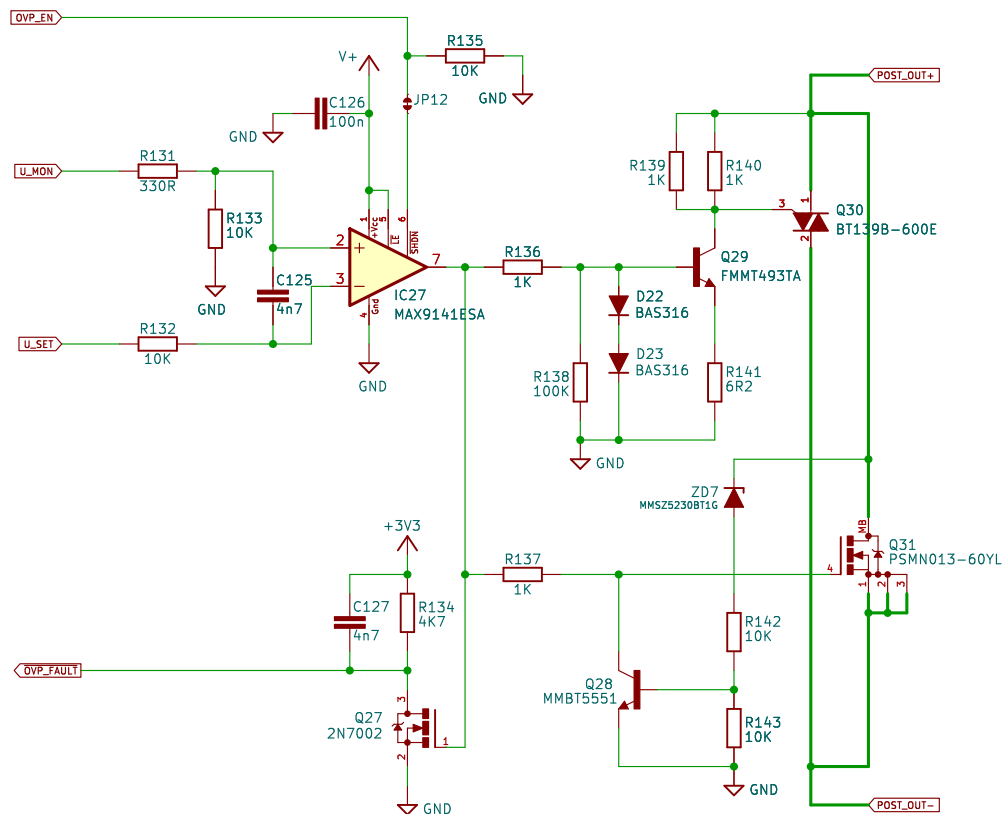 OVP_EN
R135
10K
V+
JP12
GND
POST_OUT+
C126
100n
GND
U_MON
R131
330R
R139
1K
R140
1K
R133
10K
1
+Vcc
5
LE
6
SHDN
3
1
2
Q30
BT139B-600E
2
+
3
−
7
R136
1K
Q29
FMMT493TA
C125
4n7
GND
IC27
MAX9141ESA
4
Gnd
D22
BAS316
U_SET
R132
10K
GND
D23
BAS316
R138
100K
R141
6R2
GND
ZD7
MMSZ5230BT1G
+3V3
MB
Q31
PSMN013-60YL
R137
1K
4
1
2
3
C127
4n7
R134
4K7
R142
10K
OVP_FAULT
Q28
MMBT5551
3
Q27
2N7002
1
2
R143
10K
GND
GND
POST_OUT-